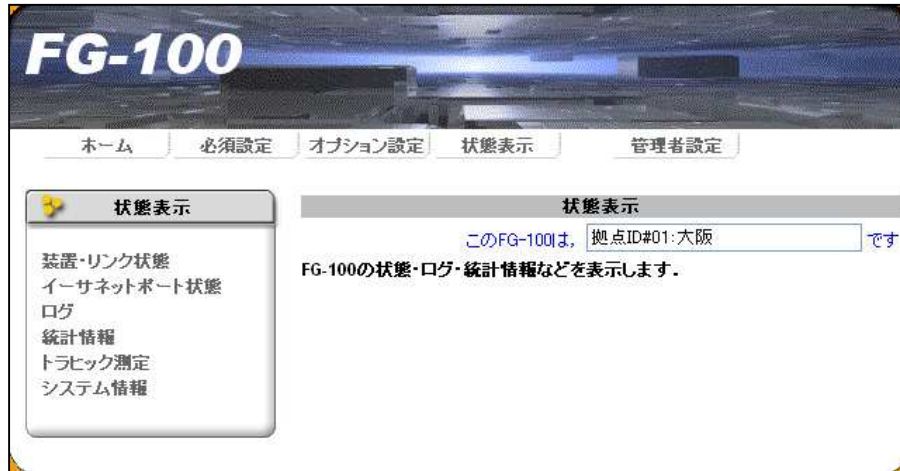 FG-100
ホーム 必須設定 オプション設定 状態表示 管理者設定
状態表示
装置・リンク状態
イーサネットポート状態
ログ
統計情報
トラヒック測定
システム情報
状態表示
このFG-100は, 拠点ID#01:大阪 です
FG-100の状態・ログ・統計情報などを表示します.